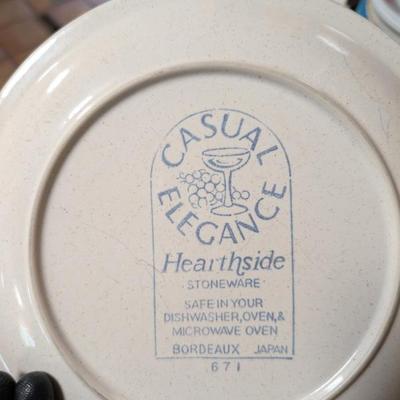 CASUAL
ELEGANCE
Hearthside
STONEWARE
SAFE IN YOUR
DISHWASHER, OVEN, &
MICROWAVE OVEN
BORDEAUX JAPAN
671